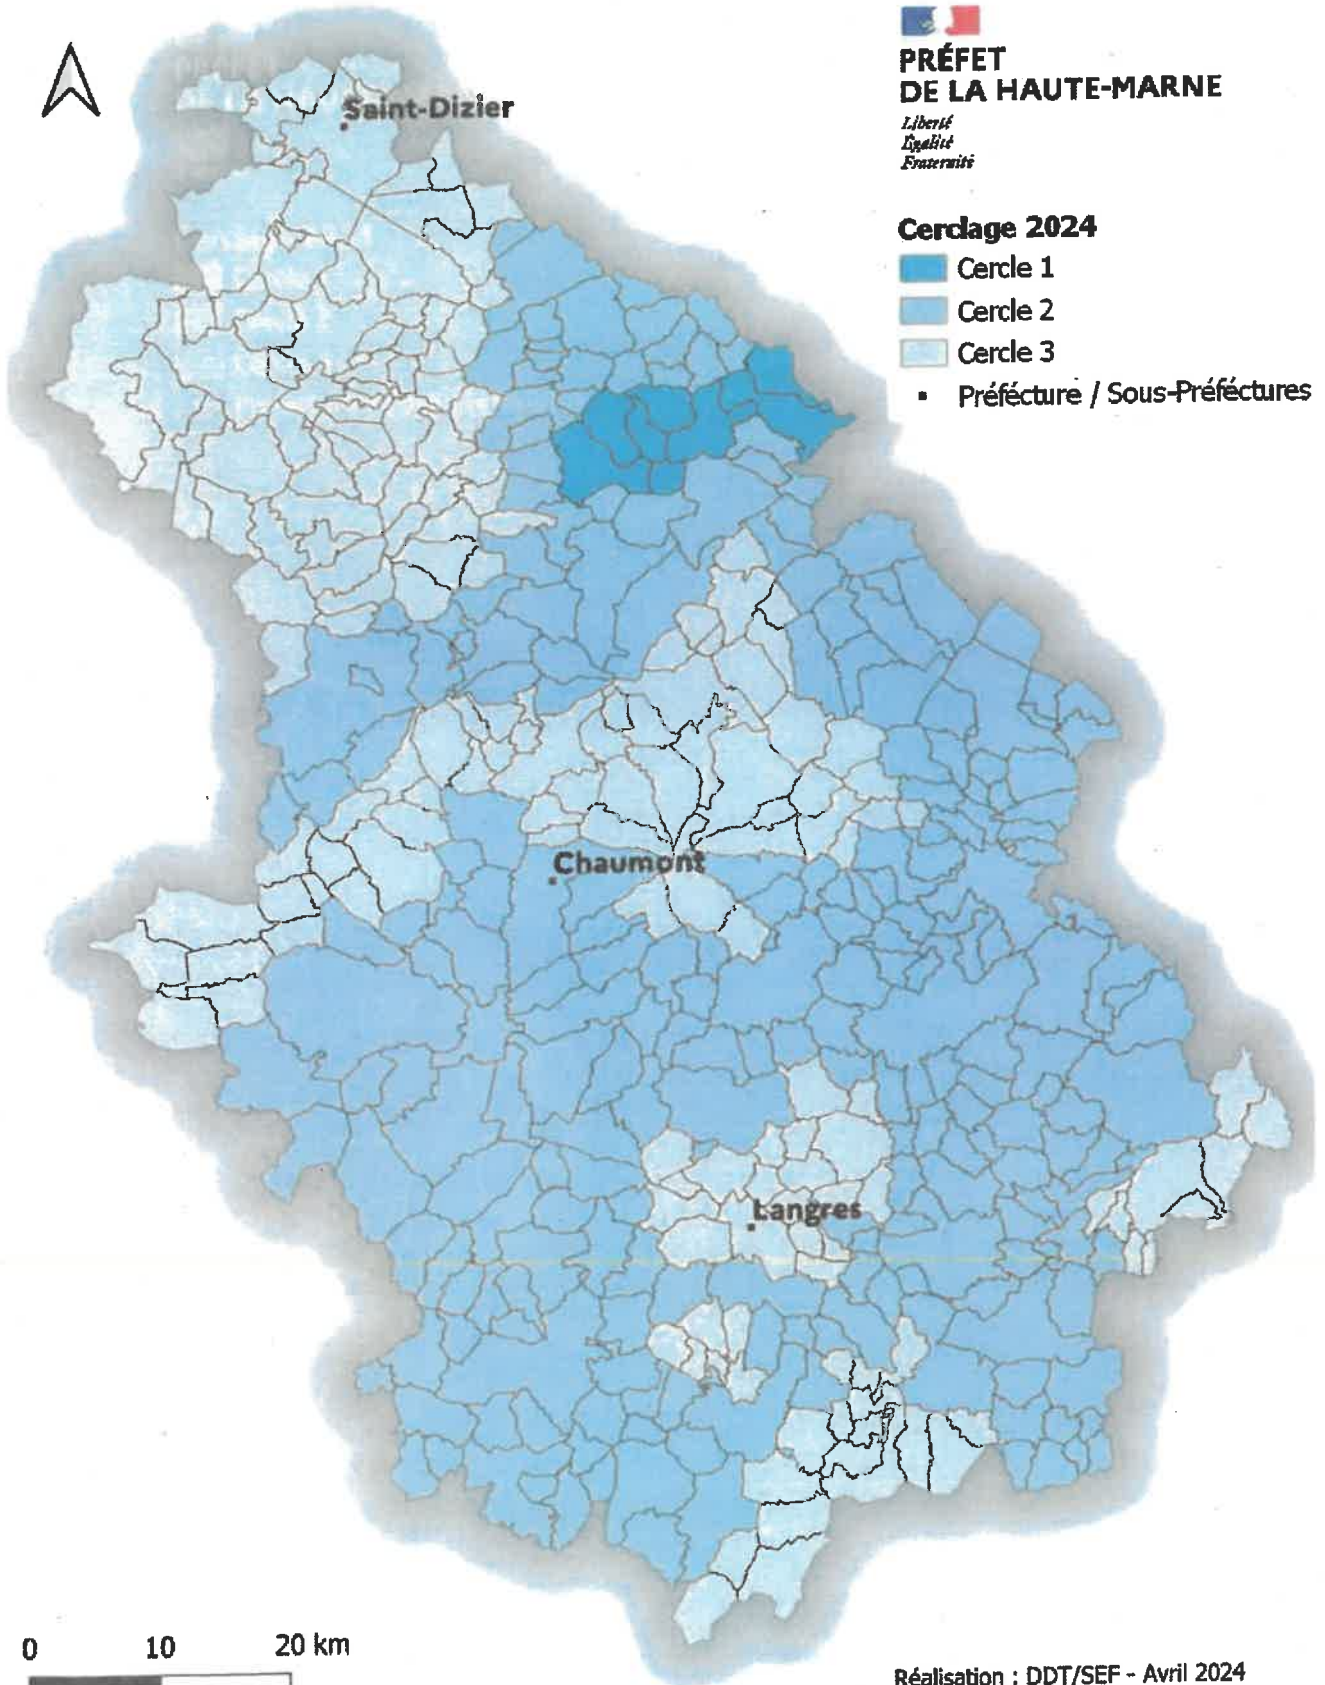 PRÉFET
DE LA HAUTE-MARNE
Liberté
Égalité
Fraternité
Cerclage 2024
Cercle 1
Cercle 2
Cercle 3
Préfécture / Sous-Préféctures
Saint-Dizier
Chaumont
Langres
0 10 20 km
Réalisation : DDT/SEF - Avril 2024